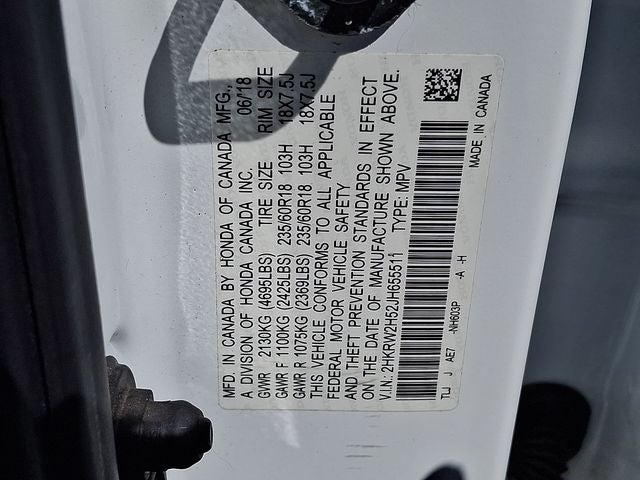 MFD. IN CANADA BY HONDA OF CANADA MFG.,
A DIVISION OF HONDA CANADA INC. 06/18
GVWR 2130KG (4695LBS) TIRE SIZE RIM SIZE
GAWR F 1100KG (2425LBS) 235/60R18 103H 18X7.5J
GAWR R 1075KG (2369LBS) 235/60R18 103H 18X7.5J
THIS VEHICLE CONFORMS TO ALL APPLICABLE
FEDERAL MOTOR VEHICLE SAFETY
AND THEFT PREVENTION STANDARDS IN EFFECT
ON THE DATE OF MANUFACTURE SHOWN ABOVE.
V.I.N.: 2HKRW2H52JH655511 TYPE: MPV
TLJ J AE7 -NH603P -A -H
MADE IN CANADA